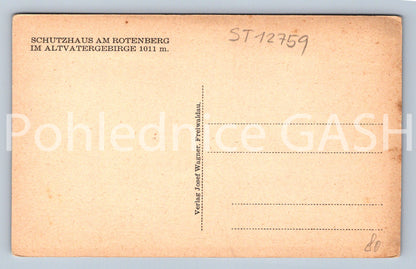 SCHUTZHAUS AM ROTENBERG
IM ALTVATERGEBIRGE 1011 m.
ST12759
Pohlednice GASH
Verlag Josef Wagner, Freiwaldau.
80